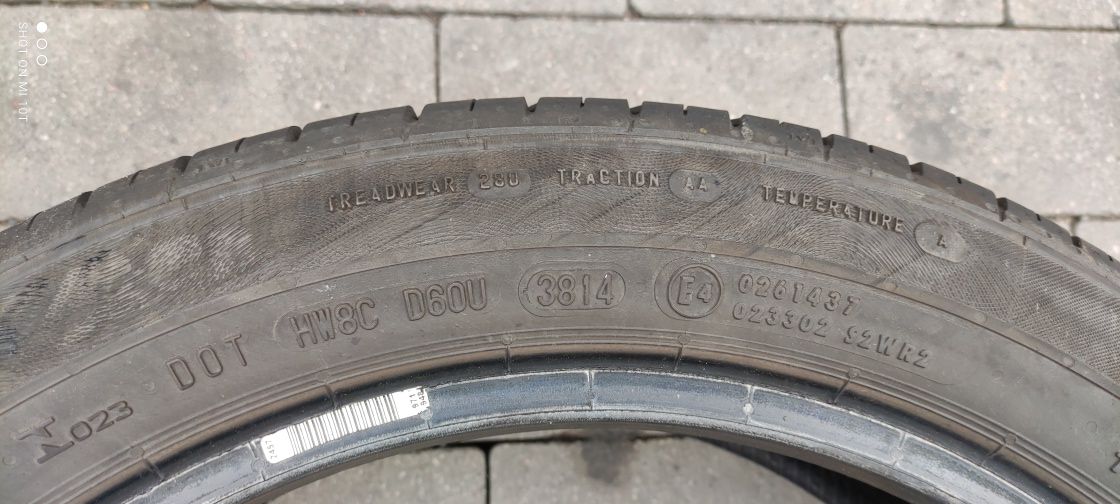 SHOT ON MI 10T
TREADWEAR 280 TRACTION AA TEMPERATURE A
DOT HW8C D60U 3814 E4 0261437
023302 S2WR2
023